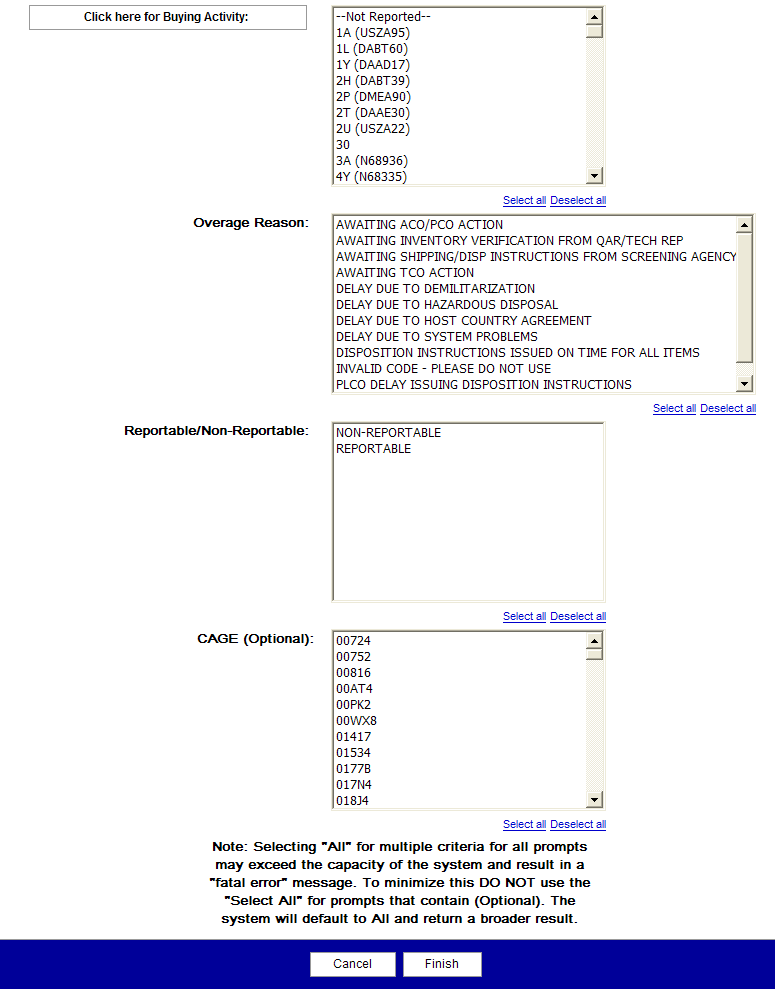 Click here for Buying Activity:
--Not Reported--
1A (USZA95)
1L (DABT60)
1Y (DAAD17)
2H (DABT39)
2P (DMEA90)
2T (DAAE30)
2U (USZA22)
30
3A (N68936)
4Y (N68335)
Select all Deselect all
Overage Reason:
AWAITING ACO/PCO ACTION
AWAITING INVENTORY VERIFICATION FROM QAR/TECH REP
AWAITING SHIPPING/DISP INSTRUCTIONS FROM SCREENING AGENCY
AWAITING TCO ACTION
DELAY DUE TO DEMILITARIZATION
DELAY DUE TO HAZARDOUS DISPOSAL
DELAY DUE TO HOST COUNTRY AGREEMENT
DELAY DUE TO SYSTEM PROBLEMS
DISPOSITION INSTRUCTIONS ISSUED ON TIME FOR ALL ITEMS
INVALID CODE - PLEASE DO NOT USE
PLCO DELAY ISSUING DISPOSITION INSTRUCTIONS
Select all Deselect all
Reportable/Non-Reportable:
NON-REPORTABLE
REPORTABLE
Select all Deselect all
CAGE (Optional):
00724
00752
00816
00AT4
00PK2
00WX8
01417
01534
0177B
017N4
018J4
Select all Deselect all
Note: Selecting "All" for multiple criteria for all prompts
may exceed the capacity of the system and result in a
"fatal error" message. To minimize this DO NOT use the
"Select All" for prompts that contain (Optional). The
system will default to All and return a broader result.
Cancel Finish